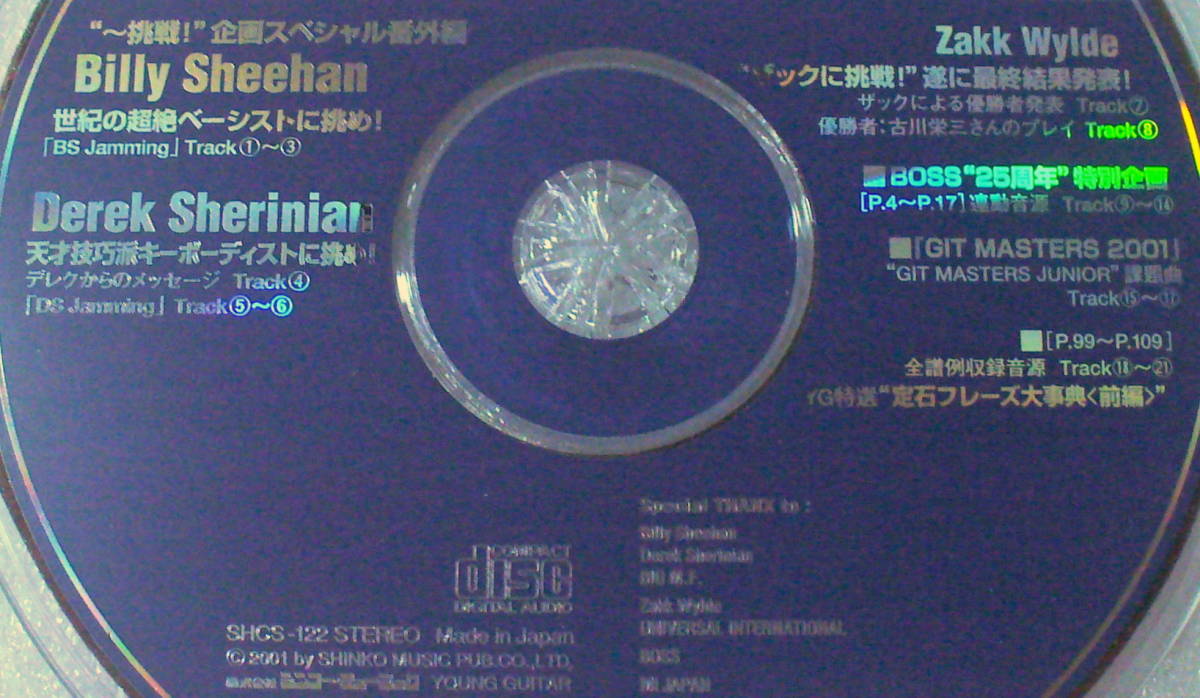 “～挑戦!” 企画スペシャル番外編
Billy Sheehan
世紀の超絶ベーシストに挑め!
「BS Jamming」Track①～③
Derek Sherinian
天才技巧派キーボーディストに挑め!
デレクからのメッセージ Track④
「DS Jamming」Track⑤～⑥
Zakk Wylde
ックに挑戦!” 遂に最終結果発表!
ザックによる優勝者発表 Track⑦
優勝者:古川栄三さんのプレイ Track⑧
■BOSS“25周年”特別企画
[P.4～P.17]連動音源 Track⑨～⑭
■「GIT MASTERS 2001」
“GIT MASTERS JUNIOR” 課題曲
Track⑮～⑰
■[P.99～P.109]
全譜例収録音源 Track⑱～㉑
YG特選“定石フレーズ大事典<前編>”
COMPACT
disc
DIGITAL AUDIO
SHCS-122 STEREO Made in Japan
© 2001 by SHINKO MUSIC PUB.CO.,LTD.
YOUNG GUITAR
Special THANX to :
Billy Sheehan
Derek Sherinian
BIG M.F.
Zakk Wylde
UNIVERSAL INTERNATIONAL
BOSS
MI JAPAN